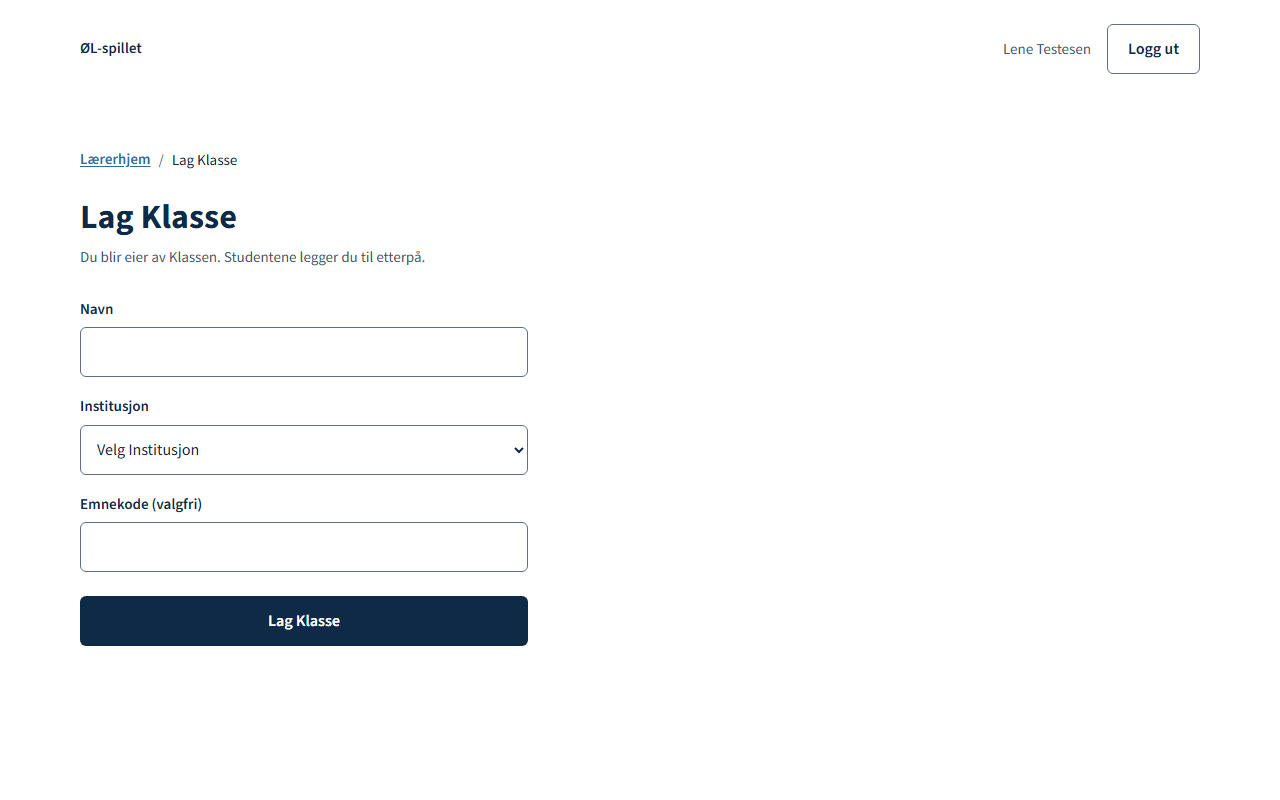 ØL-spillet
Lene Testesen
Logg ut
Lærerhjem / Lag Klasse
Lag Klasse
Du blir eier av Klassen. Studentene legger du til etterpå.
Navn
Institusjon
Velg Institusjon
Emnekode (valgfri)
Lag Klasse